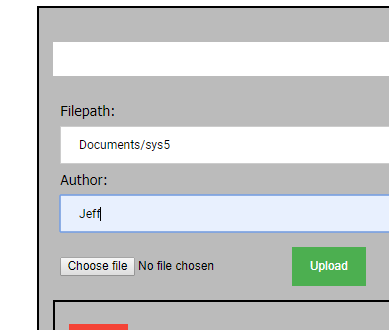 Filepath:
Documents/sys5
Author:
Jeff
Choose file No file chosen
Upload